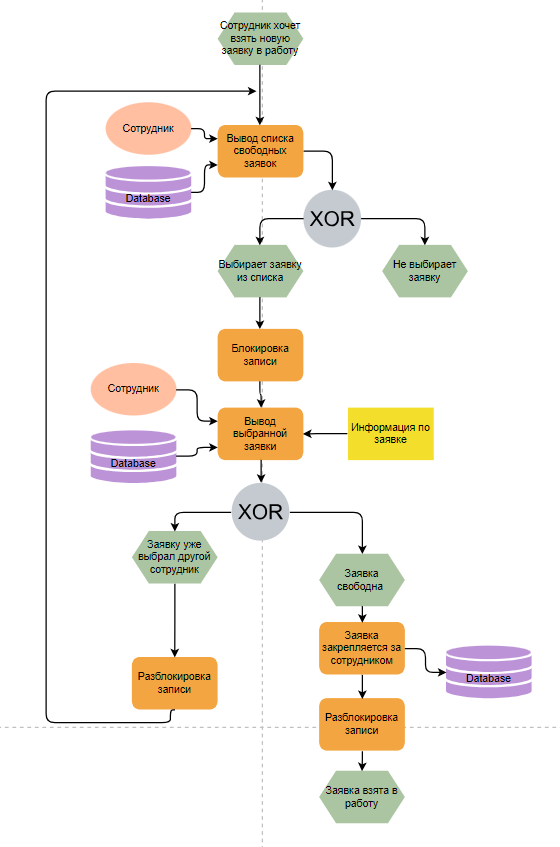 Сотрудник хочет
взять новую
заявку в работу
Сотрудник
Вывод списка
свободных
заявок
Database
XOR
Выбирает заявку
из списка
Не выбирает
заявку
Блокировка
записи
Сотрудник
Вывод
выбранной
заявки
Информация по
заявке
Database
XOR
Заявку уже
выбрал другой
сотрудник
Заявка
свободна
Заявка
закрепляется за
сотрудником
Database
Разблокировка
записи
Разблокировка
записи
Заявка взята в
работу